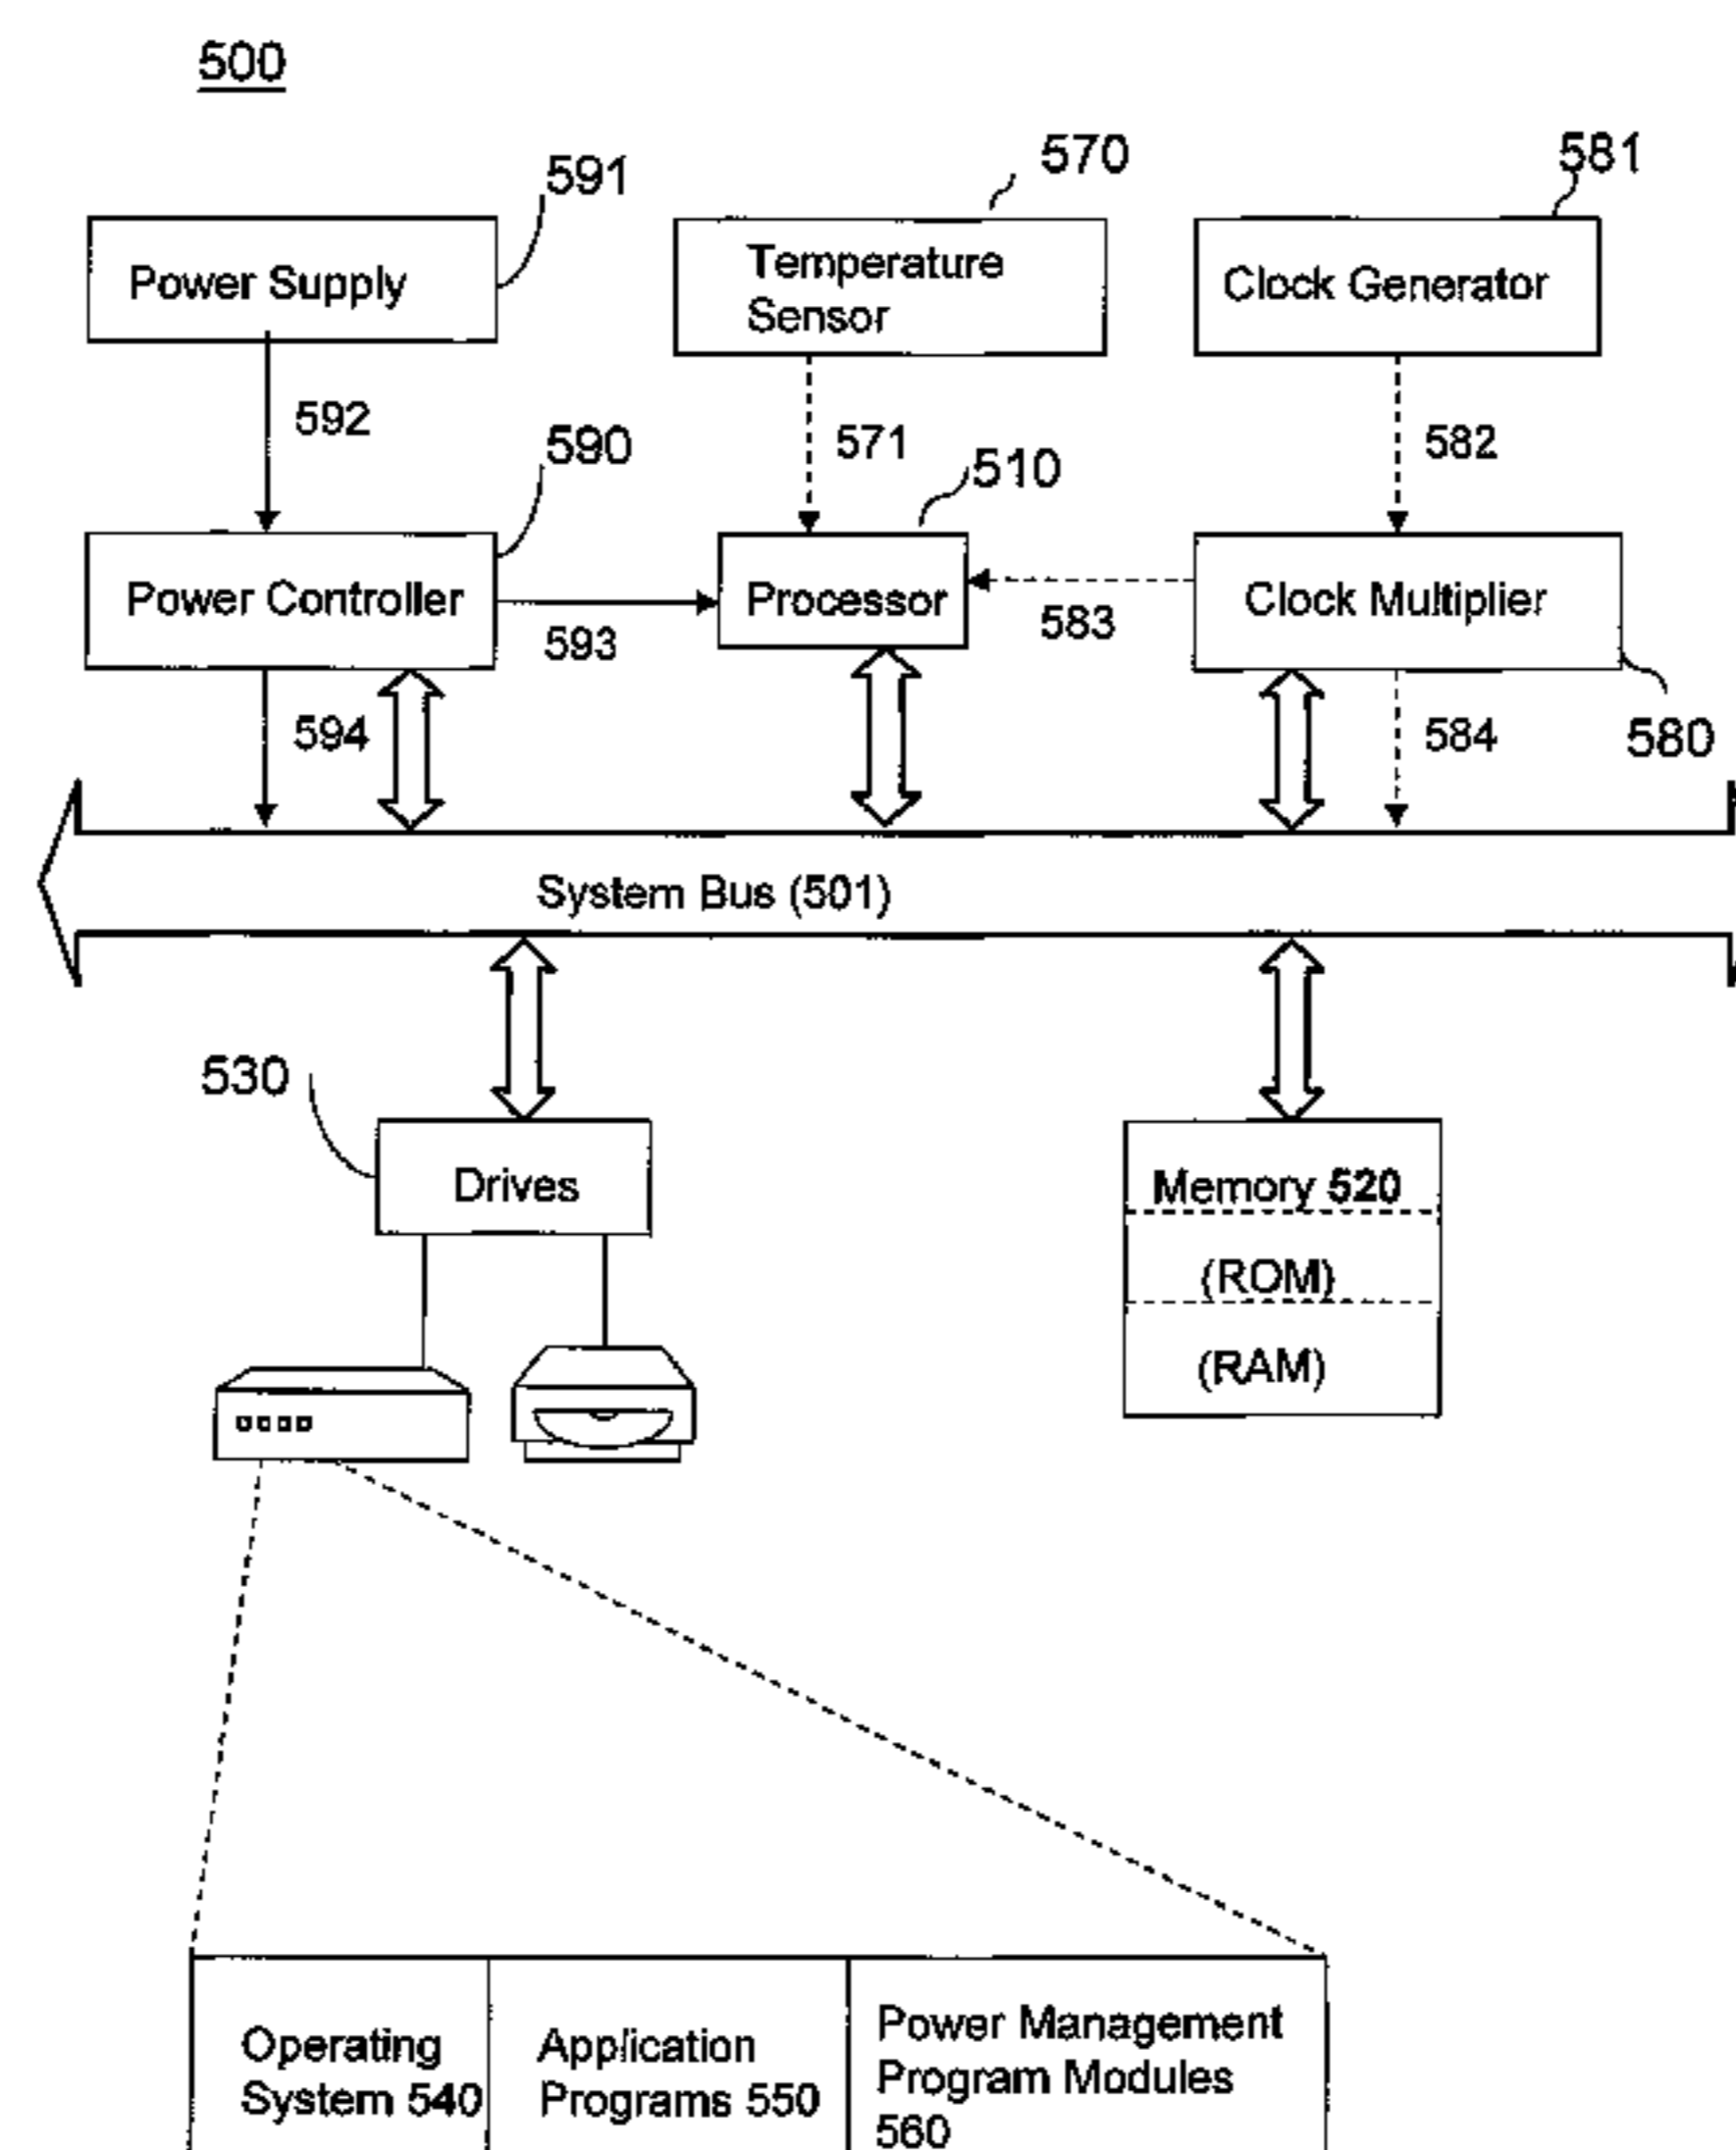 500
591
570
581
Power Supply
Temperature
Sensor
Clock Generator
592
590
571
510
582
Power Controller
593
Processor
583
Clock Multiplier
594
584
580
System Bus (501)
530
Drives
Memory 520
(ROM)
(RAM)
Operating
System 540
Application
Programs 550
Power Management
Program Modules
560